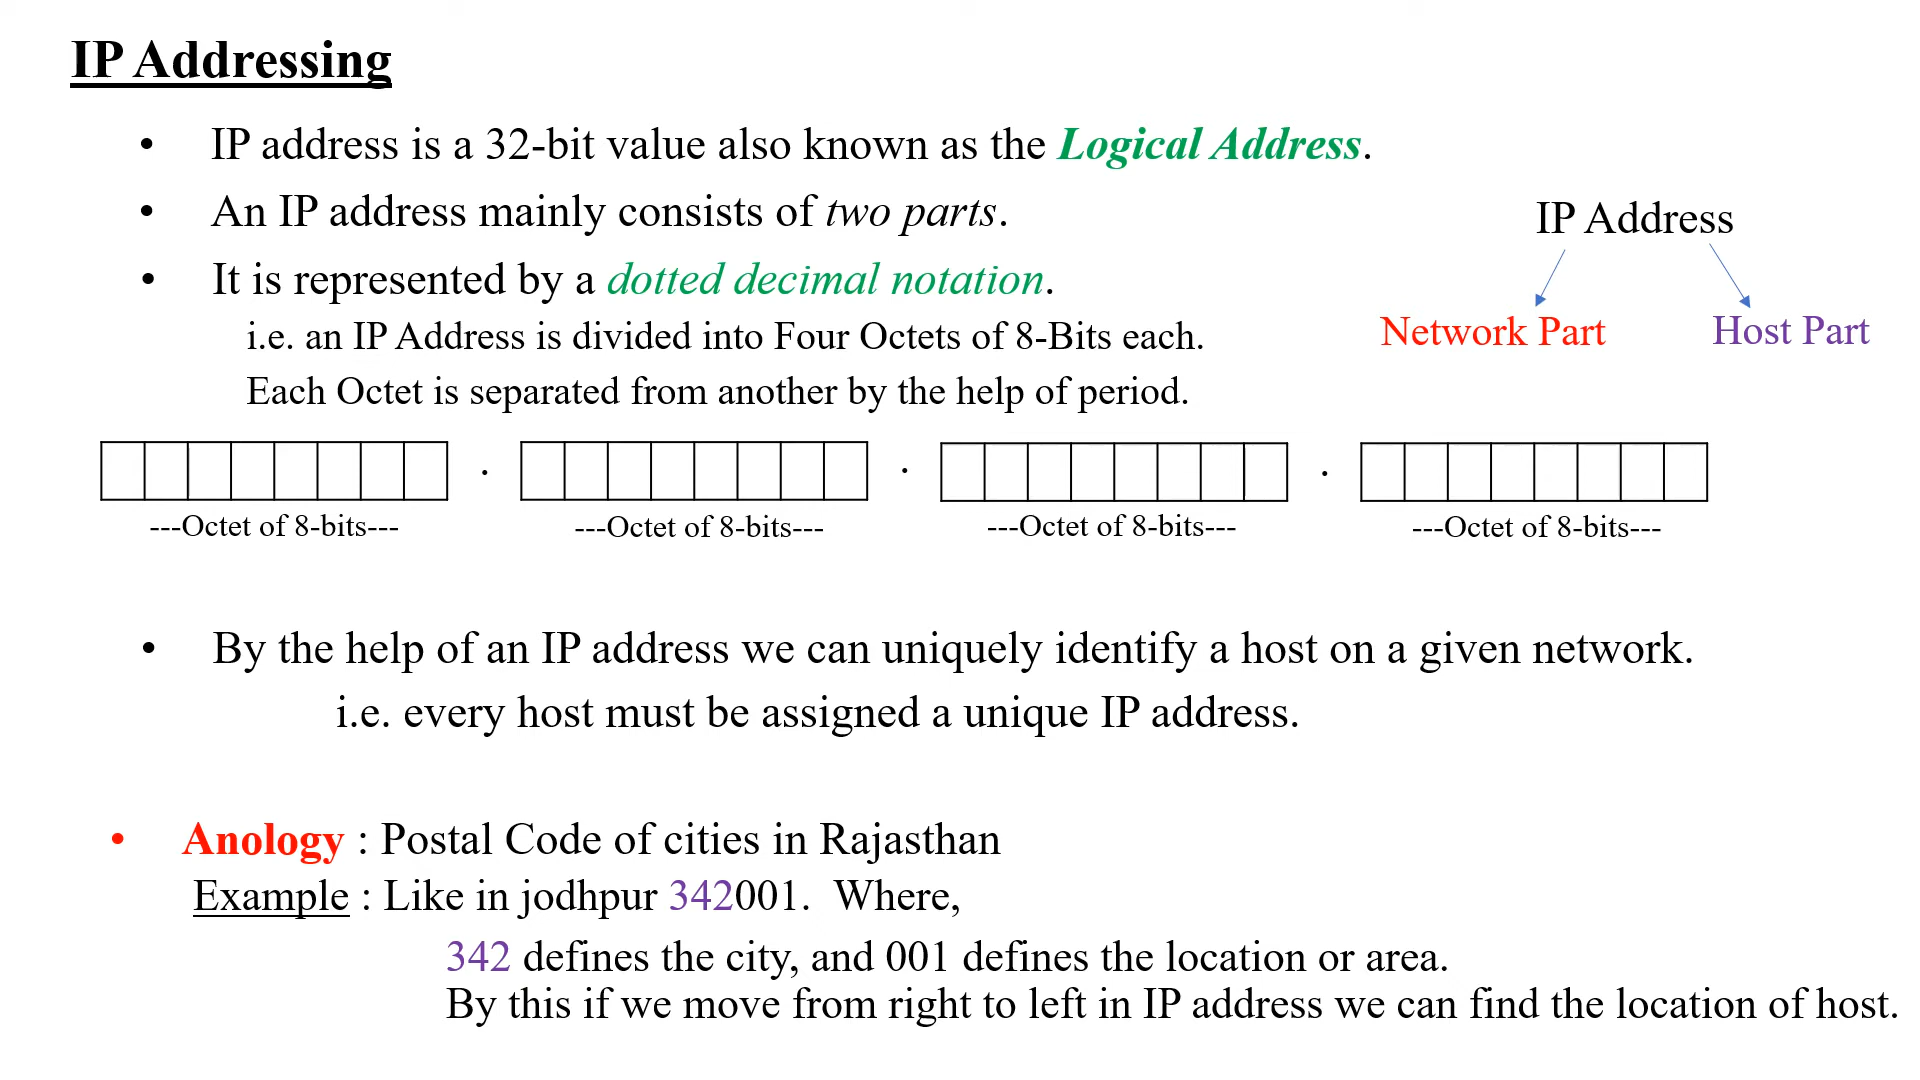 IP Addressing
• IP address is a 32-bit value also known as the Logical Address.
• An IP address mainly consists of two parts.
• It is represented by a dotted decimal notation.
i.e. an IP Address is divided into Four Octets of 8-Bits each.
Each Octet is separated from another by the help of period.
IP Address
Network Part Host Part
. . .
---Octet of 8-bits--- ---Octet of 8-bits--- ---Octet of 8-bits--- ---Octet of 8-bits---
• By the help of an IP address we can uniquely identify a host on a given network.
i.e. every host must be assigned a unique IP address.
• Anology : Postal Code of cities in Rajasthan
Example : Like in jodhpur 342001. Where,
342 defines the city, and 001 defines the location or area.
By this if we move from right to left in IP address we can find the location of host.